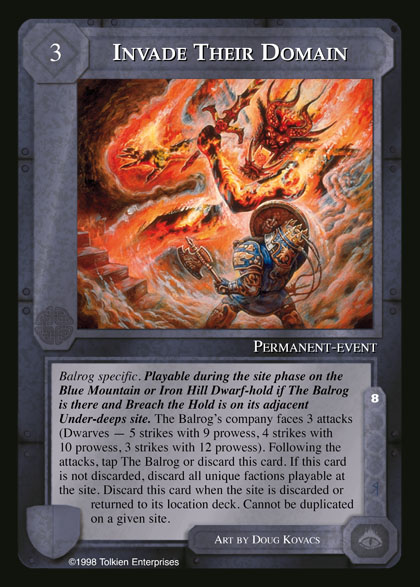 3
Invade Their Domain
Permanent-event
Balrog specific. Playable during the site phase on the
Blue Mountain or Iron Hill Dwarf-hold if The Balrog
is there and Breach the Hold is on its adjacent
Under-deeps site. The Balrog's company faces 3 attacks
(Dwarves — 5 strikes with 9 prowess, 4 strikes with
10 prowess, 3 strikes with 12 prowess). Following the
attacks, tap The Balrog or discard this card. If this card
is not discarded, discard all unique factions playable at
the site. Discard this card when the site is discarded or
returned to its location deck. Cannot be duplicated
on a given site.
8
Art by Doug Kovacs
©1998 Tolkien Enterprises